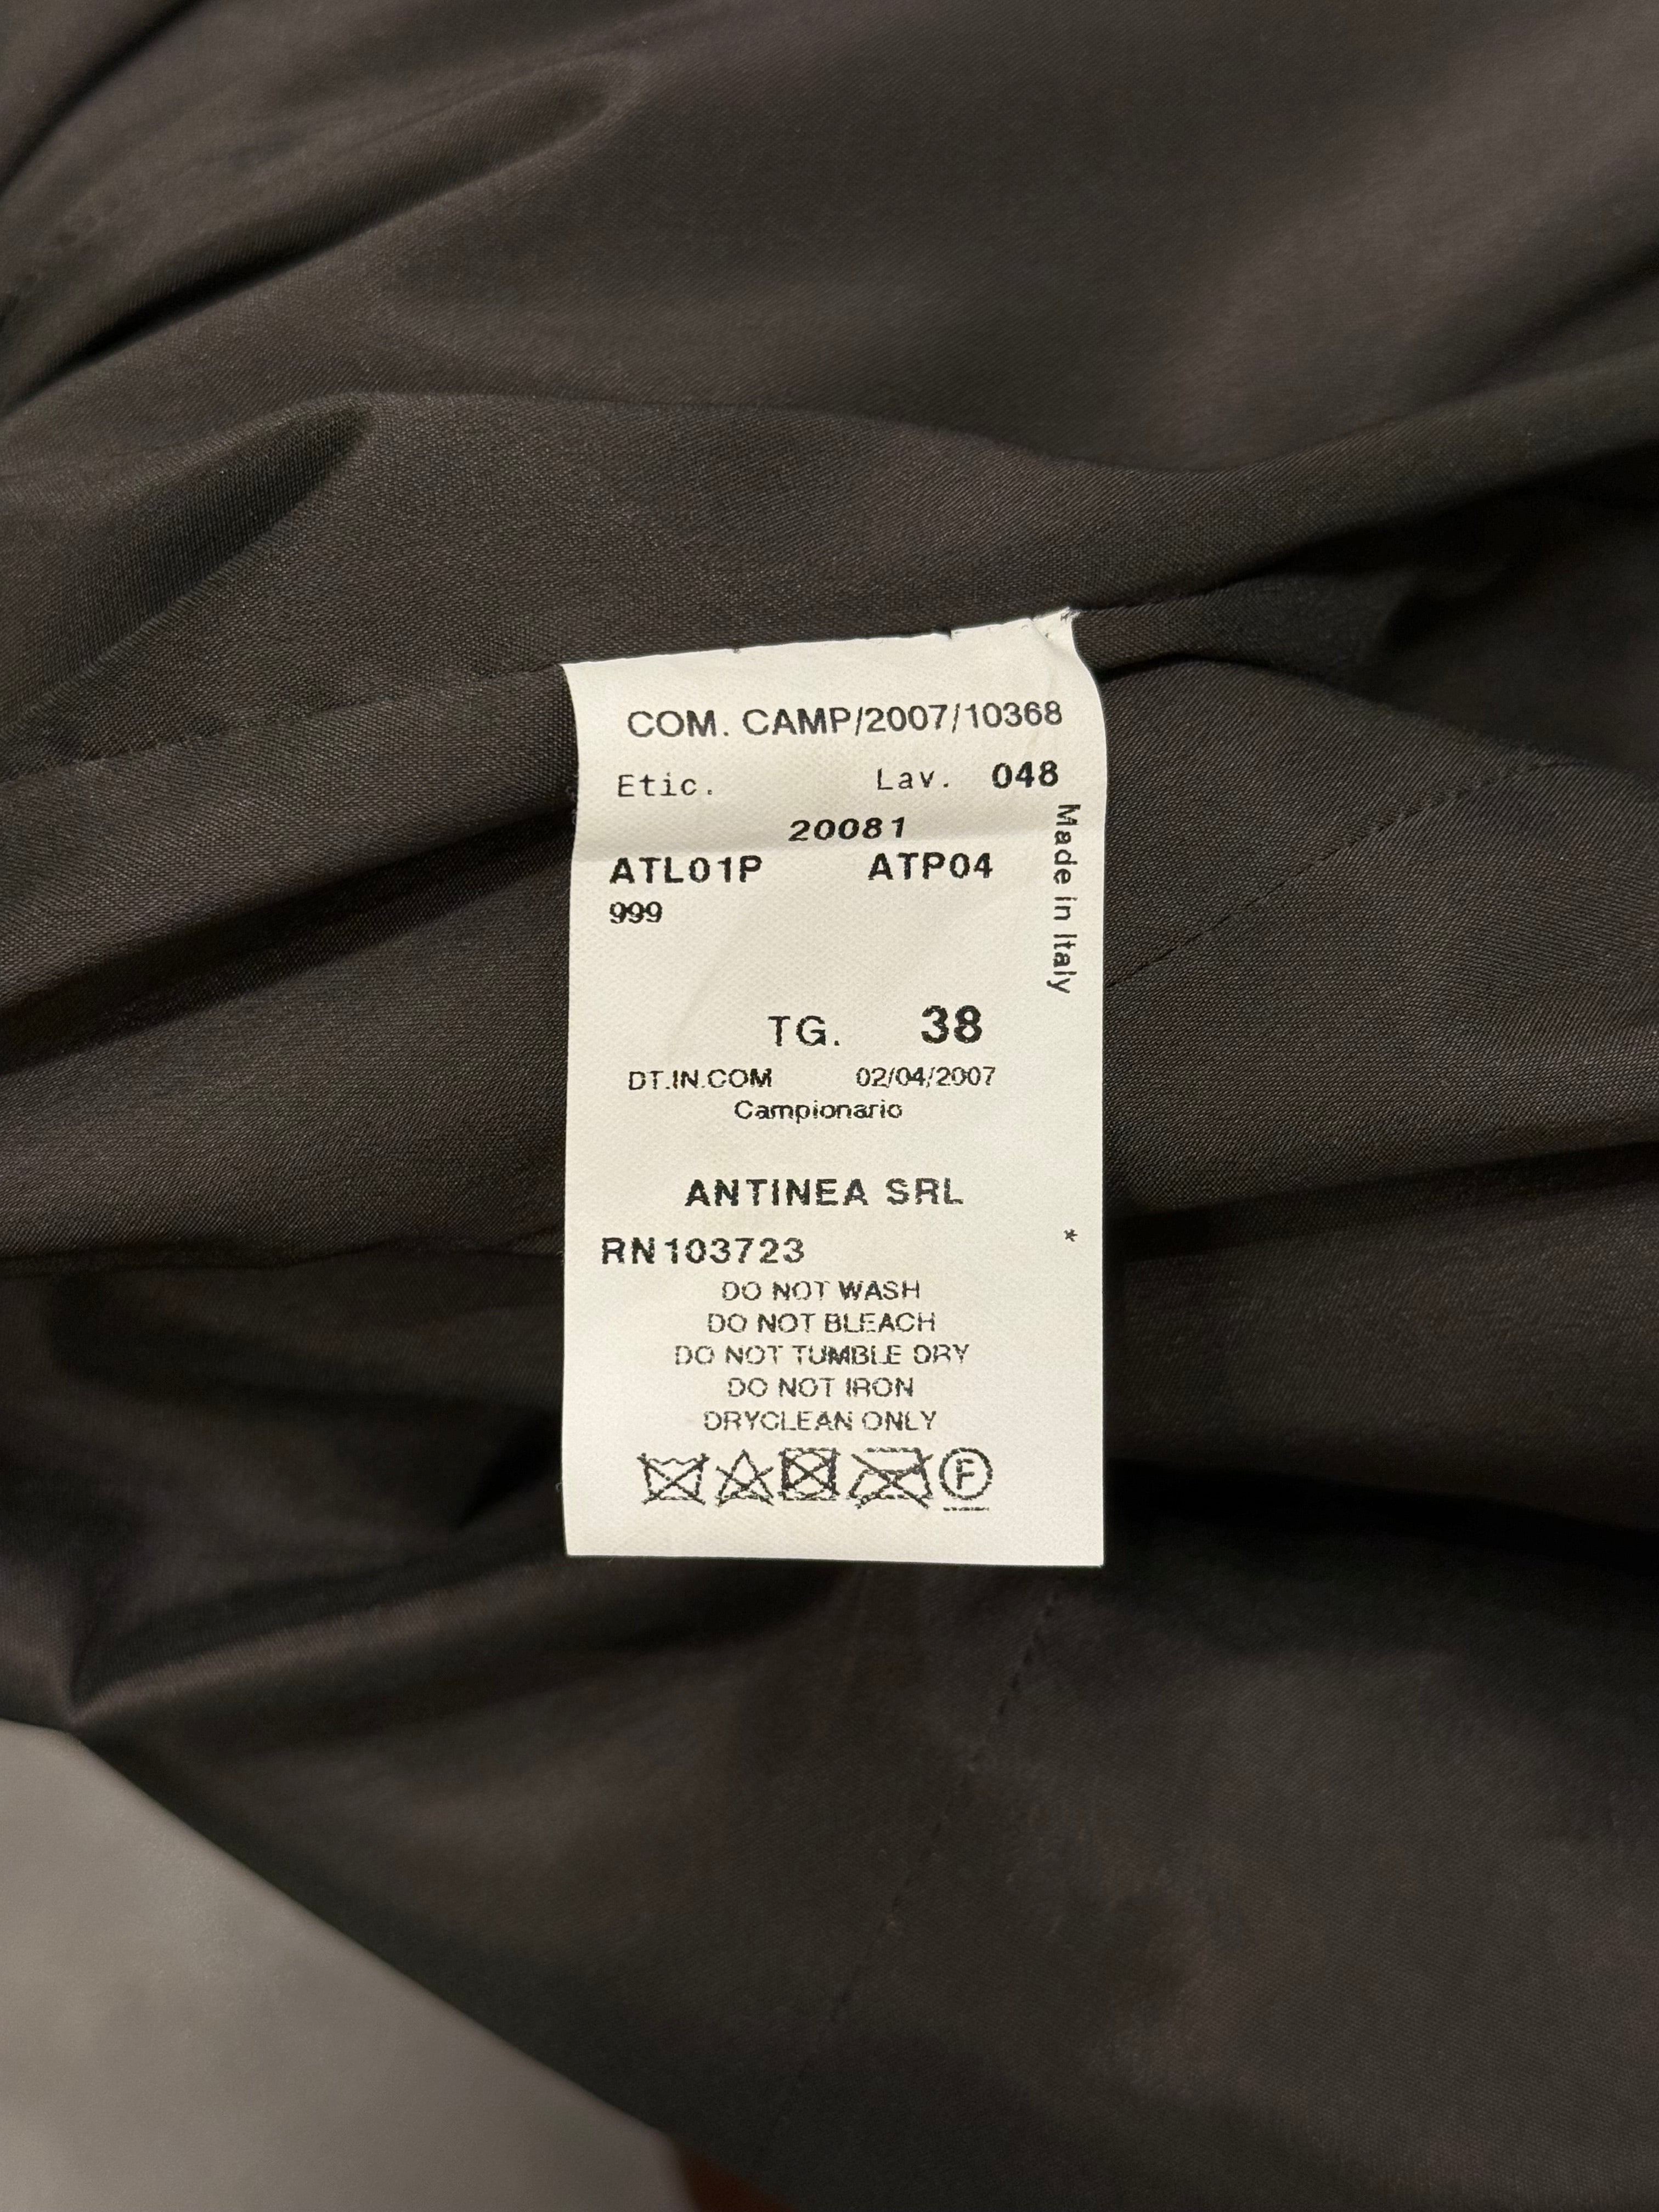 COM. CAMP/2007/10368
Etic. Lav. 048
20081
ATL01P ATP04
999
Made in Italy
TG. 38
DT.IN.COM 02/04/2007
Campionario
ANTINEA SRL
*
RN103723
DO NOT WASH
DO NOT BLEACH
DO NOT TUMBLE DRY
DO NOT IRON
DRYCLEAN ONLY
F